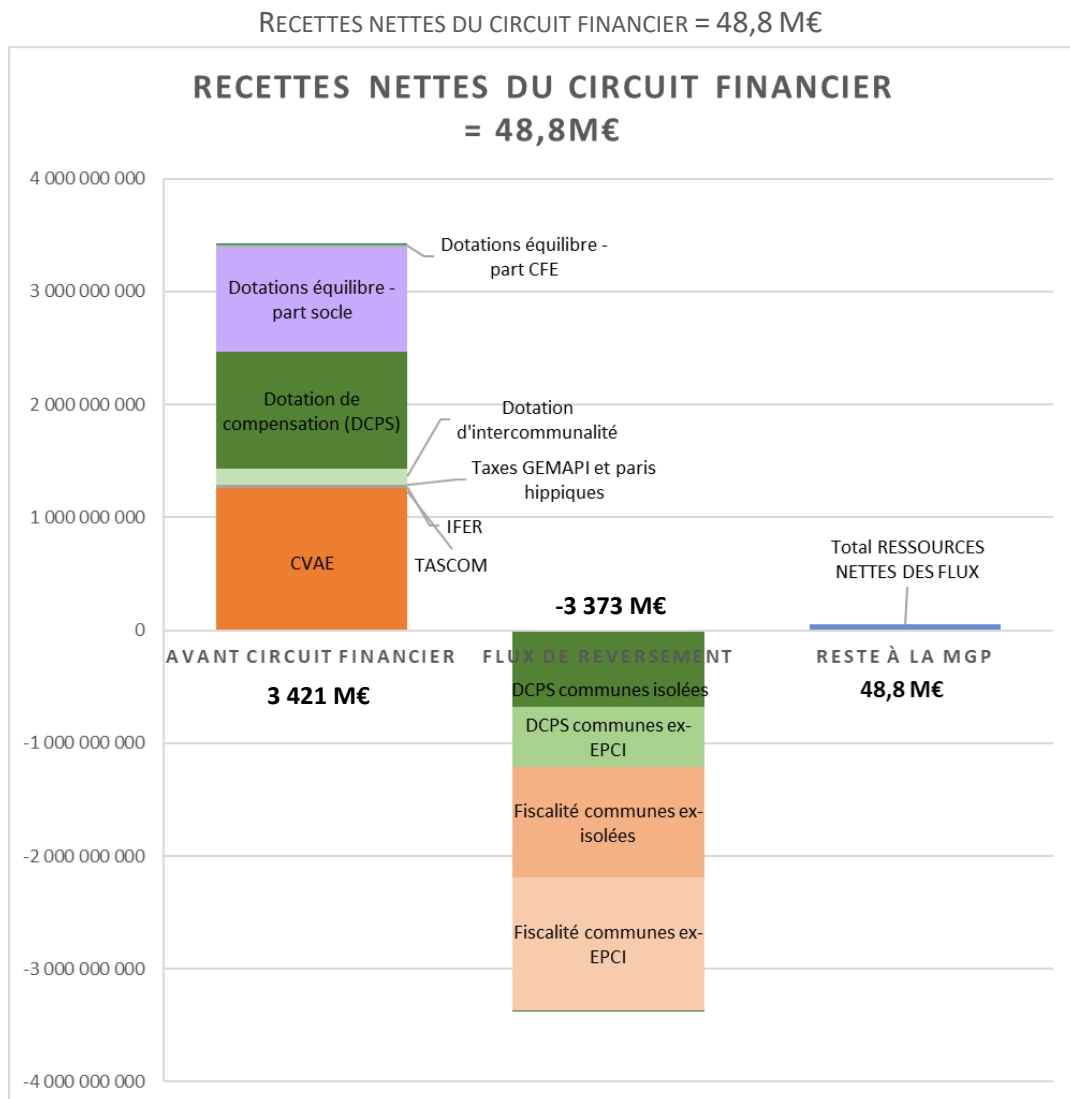 RECETTES NETTES DU CIRCUIT FINANCIER = 48,8 M€
RECETTES NETTES DU CIRCUIT FINANCIER
= 48,8M€
4 000 000 000
3 000 000 000
2 000 000 000
1 000 000 000
0
-1 000 000 000
-2 000 000 000
-3 000 000 000
-4 000 000 000
Dotations équilibre -
part CFE
Dotations équilibre -
part socle
Dotation de
compensation (DCPS)
Dotation
d'intercommunalité
Taxes GEMAPI et paris
hippiques
IFER
TASCOM
CVAE
Total RESSOURCES
NETTES DES FLUX
-3 373 M€
AVANT CIRCUIT FINANCIER
FLUX DE REVERSEMENT
RESTE À LA MGP
3 421 M€
48,8 M€
DCPS communes isolées
DCPS communes ex-
EPCI
Fiscalité communes ex-
isolées
Fiscalité communes ex-
EPCI